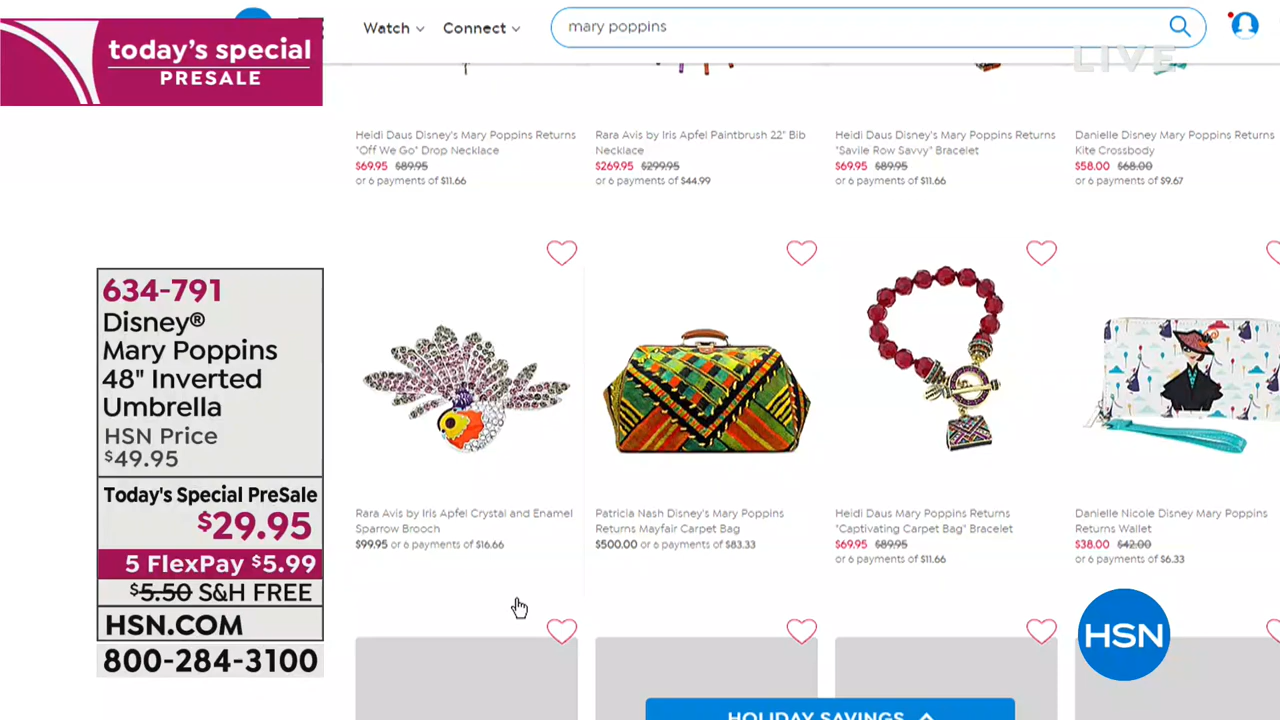 today's special
PRESALE
Watch
Connect
mary poppins
LIVE
Heidi Daus Disney's Mary Poppins Returns
"Off We Go" Drop Necklace
$69.95 $89.95
or 6 payments of $11.66
Rara Avis by Iris Apfel Paintbrush 22" Bib
Necklace
$269.95 $299.95
or 6 payments of $44.99
Heidi Daus Disney's Mary Poppins Returns
"Savile Row Savvy" Bracelet
$69.95 $89.95
or 6 payments of $11.66
Danielle Disney Mary Poppins Returns
Kite Crossbody
$58.00 $68.00
or 6 payments of $9.67
634-791
Disney®
Mary Poppins
48" Inverted
Umbrella
HSN Price
$49.95
Today's Special PreSale
$29.95
5 FlexPay $5.99
$5.50 S&H FREE
HSN.COM
800-284-3100
Rara Avis by Iris Apfel Crystal and Enamel
Sparrow Brooch
$99.95 or 6 payments of $16.66
Patricia Nash Disney's Mary Poppins
Returns Mayfair Carpet Bag
$500.00 or 6 payments of $83.33
Heidi Daus Mary Poppins Returns
"Captivating Carpet Bag" Bracelet
$69.95 $89.95
or 6 payments of $11.66
Danielle Nicole Disney Mary Poppins
Returns Wallet
$38.00 $42.00
or 6 payments of $6.33
HSN
HOLIDAY SAVINGS